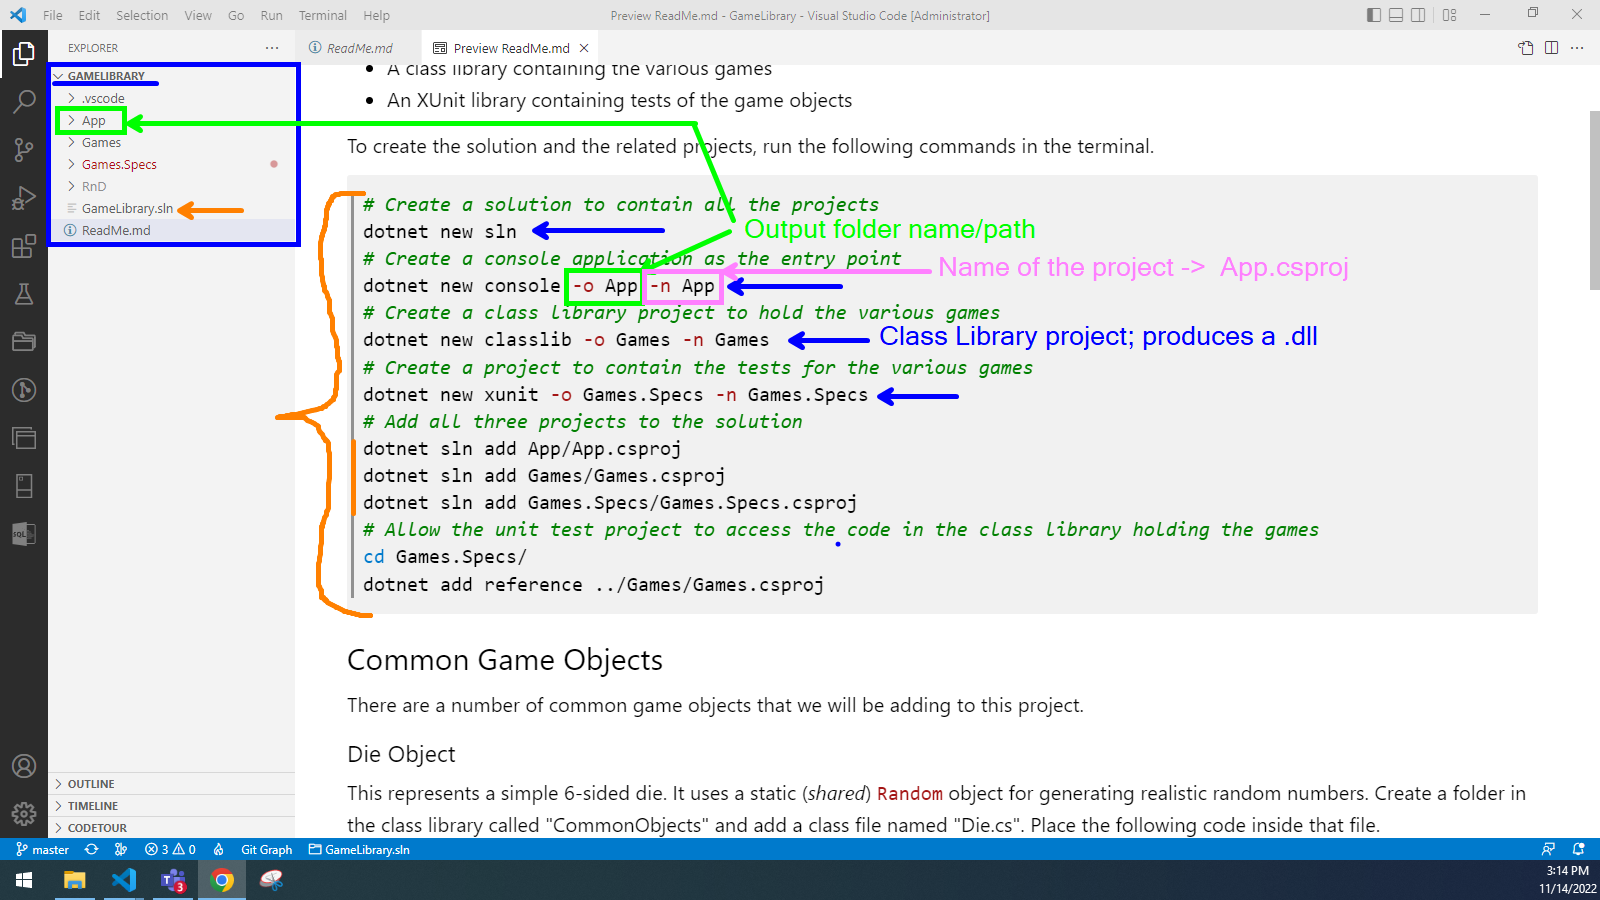 File Edit Selection View Go Run Terminal Help
Preview ReadMe.md - GameLibrary - Visual Studio Code [Administrator]
EXPLORER
ReadMe.md
Preview ReadMe.md
GAMELIBRARY
.vscode
App
Games
Games.Specs
RnD
GameLibrary.sln
ReadMe.md
A class library containing the various games
An XUnit library containing tests of the game objects
To create the solution and the related projects, run the following commands in the terminal.
# Create a solution to contain all the projects
dotnet new sln
Output folder name/path
# Create a console application as the entry point
Name of the project -> App.csproj
dotnet new console -o App -n App
# Create a class library project to hold the various games
dotnet new classlib -o Games -n Games
Class Library project; produces a .dll
# Create a project to contain the tests for the various games
dotnet new xunit -o Games.Specs -n Games.Specs
# Add all three projects to the solution
dotnet sln add App/App.csproj
dotnet sln add Games/Games.csproj
dotnet sln add Games.Specs/Games.Specs.csproj
# Allow the unit test project to access the code in the class library holding the games
cd Games.Specs/
dotnet add reference ../Games/Games.csproj
Common Game Objects
There are a number of common game objects that we will be adding to this project.
Die Object
This represents a simple 6-sided die. It uses a static (shared) Random object for generating realistic random numbers. Create a folder in
the class library called "CommonObjects" and add a class file named "Die.cs". Place the following code inside that file.
OUTLINE
TIMELINE
CODETOUR
master
3
0
Git Graph
GameLibrary.sln
SQL
T
3
3:14 PM
11/14/2022